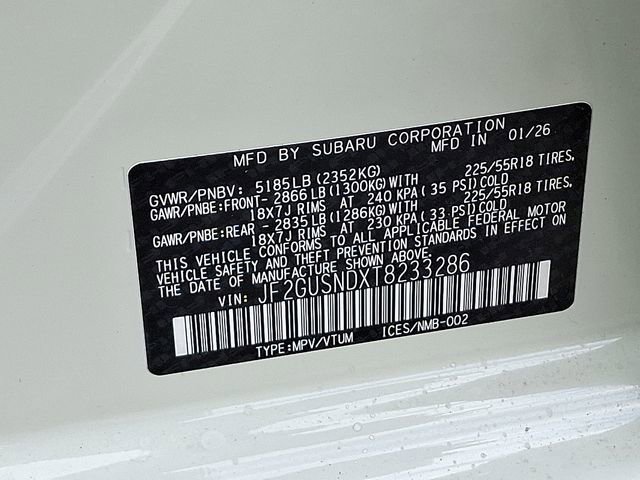 MFD BY SUBARU CORPORATION
MFD IN 01/26
GVWR/PNBV: 5185LB (2352KG)
GAWR/PNBE:FRONT- 2866 LB (1300KG) WITH 225/55R18 TIRES,
18X7J RIMS AT 240 KPA ( 35 PSI) COLD
GAWR/PNBE:REAR - 2835 LB (1286KG) WITH 225/55R18 TIRES,
18X7J RIMS AT 230 KPA ( 33 PSI) COLD
THIS VEHICLE CONFORMS TO ALL APPLICABLE FEDERAL MOTOR
VEHICLE SAFETY AND THEFT PREVENTION STANDARDS IN EFFECT ON
THE DATE OF MANUFACTURE SHOWN ABOVE.
VIN: JF2GUSNDXT8233286
TYPE:MPV/VTUM ICES/NMB-002